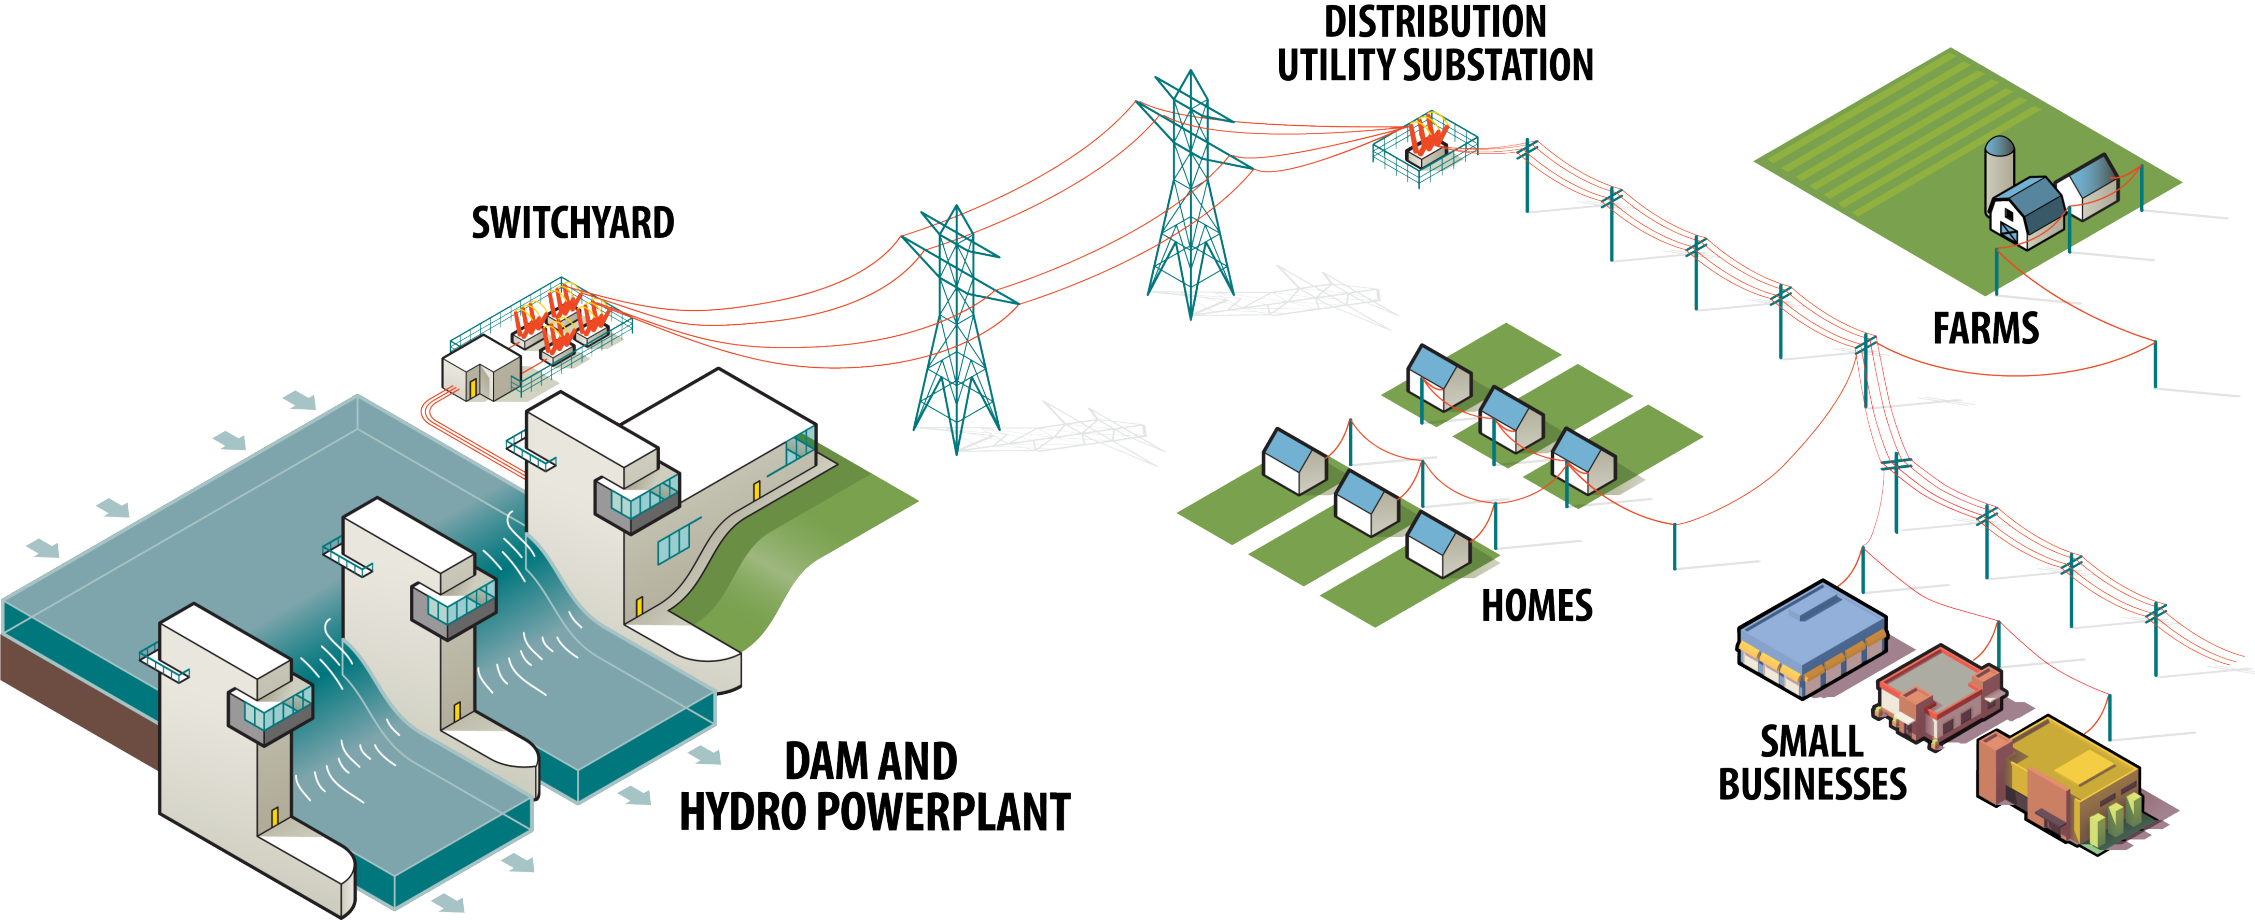 DISTRIBUTION
UTILITY SUBSTATION
SWITCHYARD
FARMS
HOMES
SMALL
BUSINESSES
DAM AND
HYDRO POWERPLANT